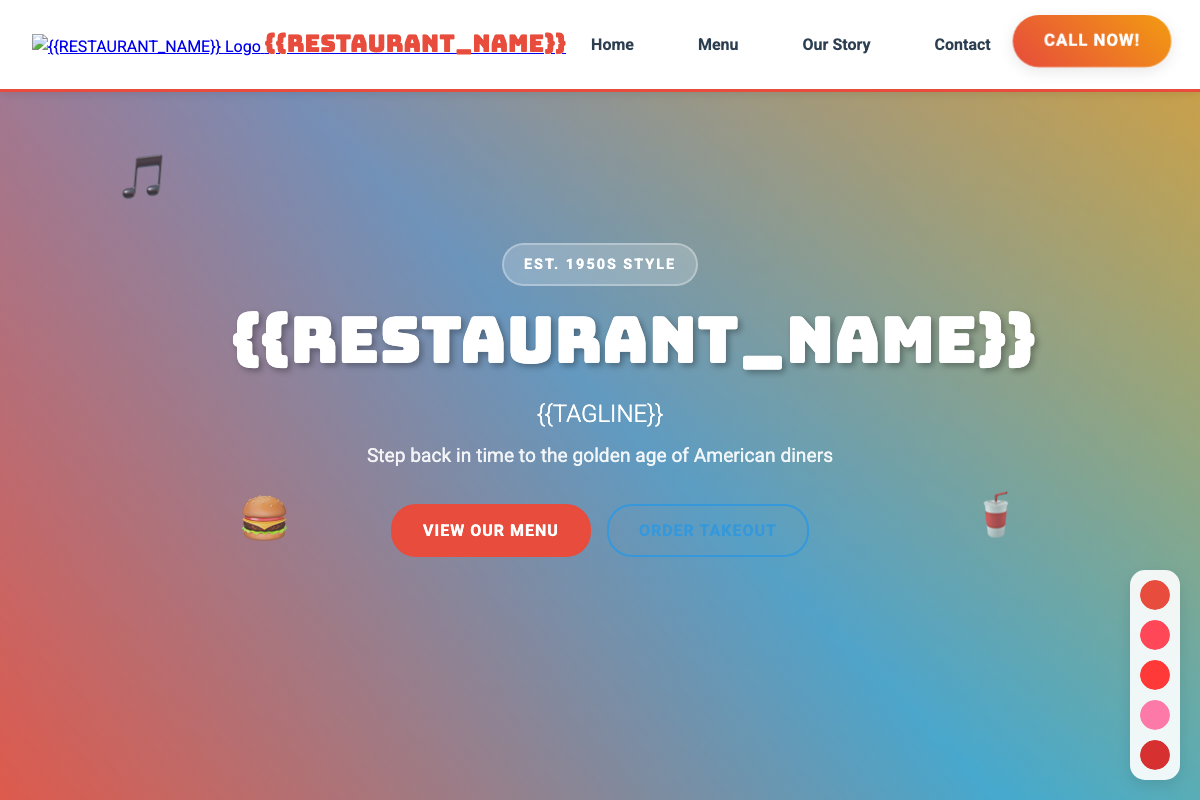 {{RESTAURANT_NAME}} Logo {{RESTAURANT_NAME}} Home Menu Our Story Contact CALL NOW!
EST. 1950S STYLE
{{RESTAURANT_NAME}}
{{TAGLINE}}
Step back in time to the golden age of American diners
VIEW OUR MENU ORDER TAKEOUT